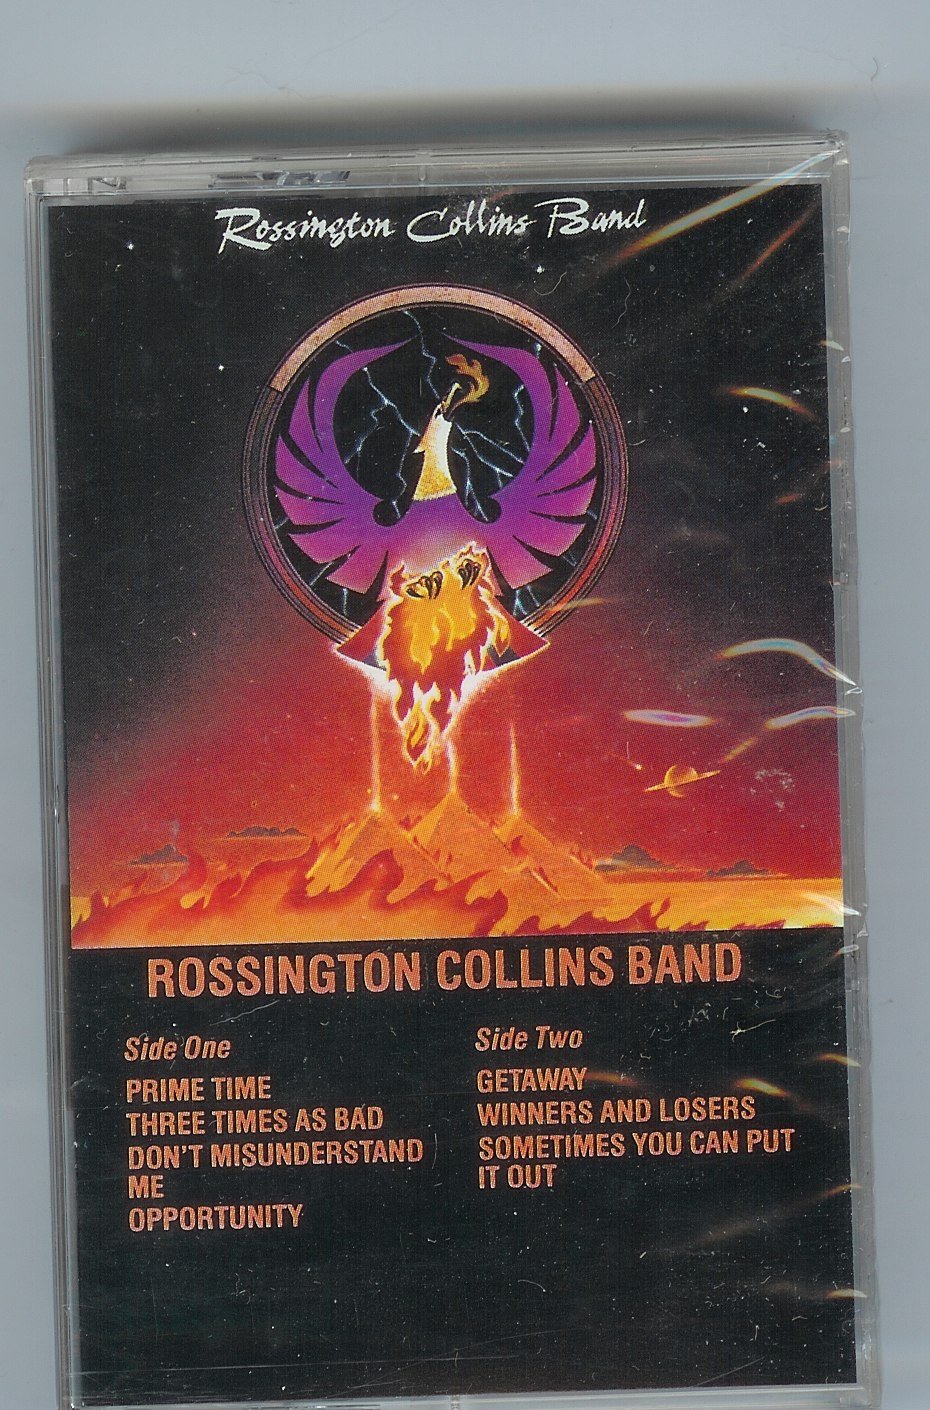 Rossington Collins Band
ROSSINGTON COLLINS BAND
Side One
PRIME TIME
THREE TIMES AS BAD
DON'T MISUNDERSTAND
ME
OPPORTUNITY
Side Two
GETAWAY
WINNERS AND LOSERS
SOMETIMES YOU CAN PUT
IT OUT